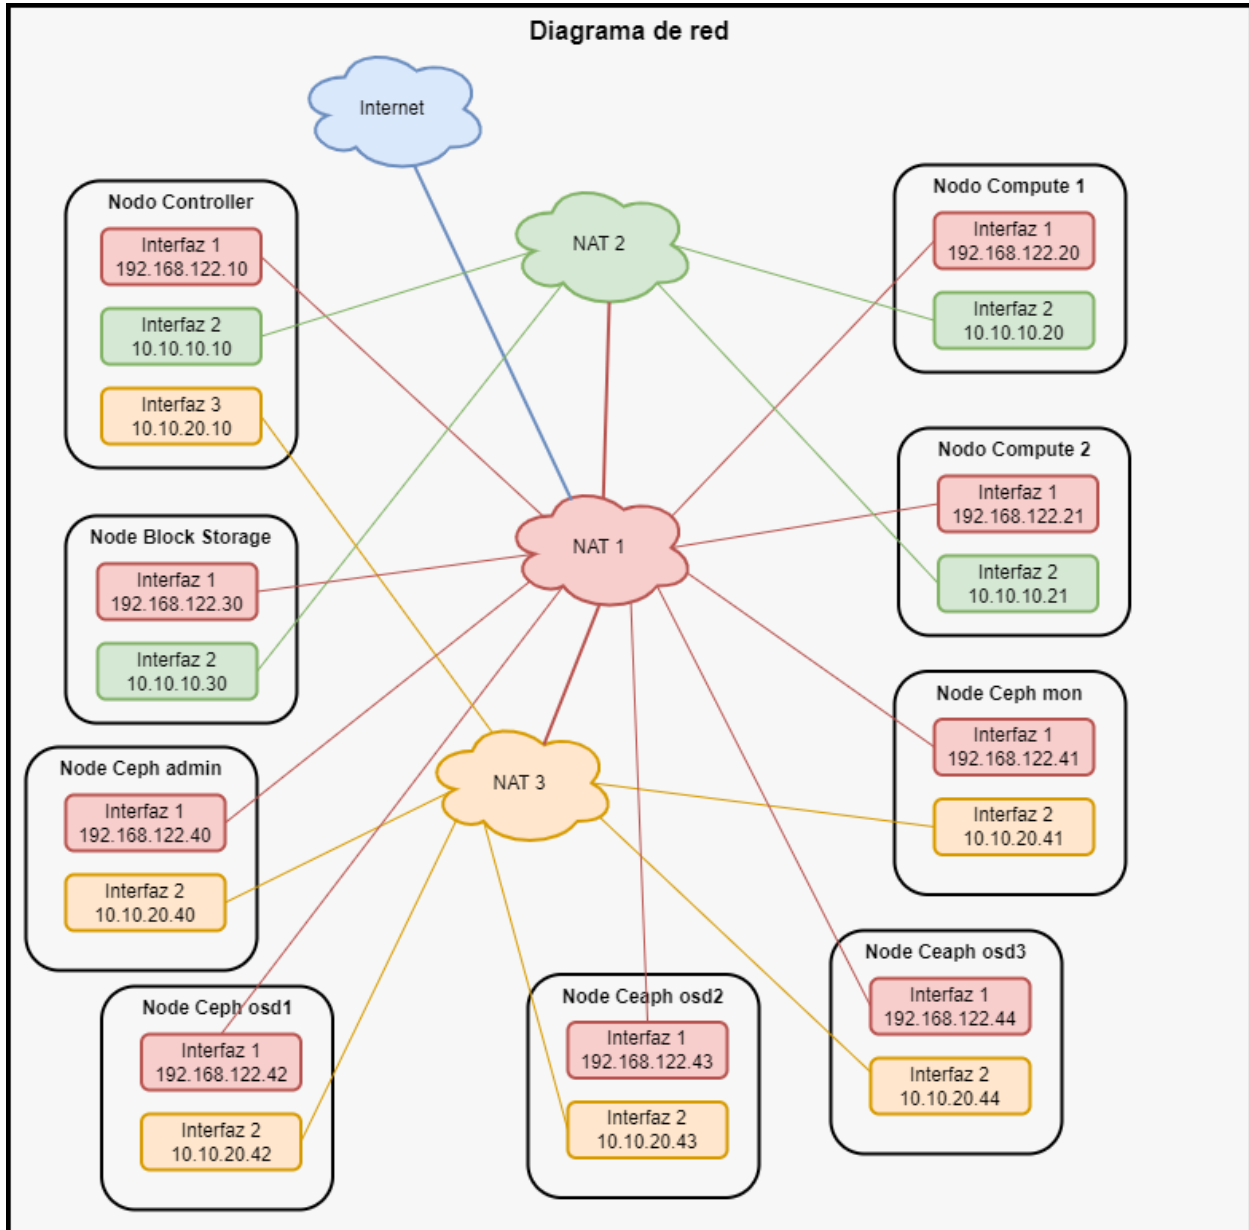 Diagrama de red
Internet
NAT 2
NAT 1
NAT 3
Nodo Controller
Interfaz 1
192.168.122.10
Interfaz 2
10.10.10.10
Interfaz 3
10.10.20.10
Nodo Compute 1
Interfaz 1
192.168.122.20
Interfaz 2
10.10.10.20
Nodo Compute 2
Interfaz 1
192.168.122.21
Interfaz 2
10.10.10.21
Node Block Storage
Interfaz 1
192.168.122.30
Interfaz 2
10.10.10.30
Node Ceph mon
Interfaz 1
192.168.122.41
Interfaz 2
10.10.20.41
Node Ceph admin
Interfaz 1
192.168.122.40
Interfaz 2
10.10.20.40
Node Ceph osd1
Interfaz 1
192.168.122.42
Interfaz 2
10.10.20.42
Node Ceaph osd2
Interfaz 1
192.168.122.43
Interfaz 2
10.10.20.43
Node Ceaph osd3
Interfaz 1
192.168.122.44
Interfaz 2
10.10.20.44